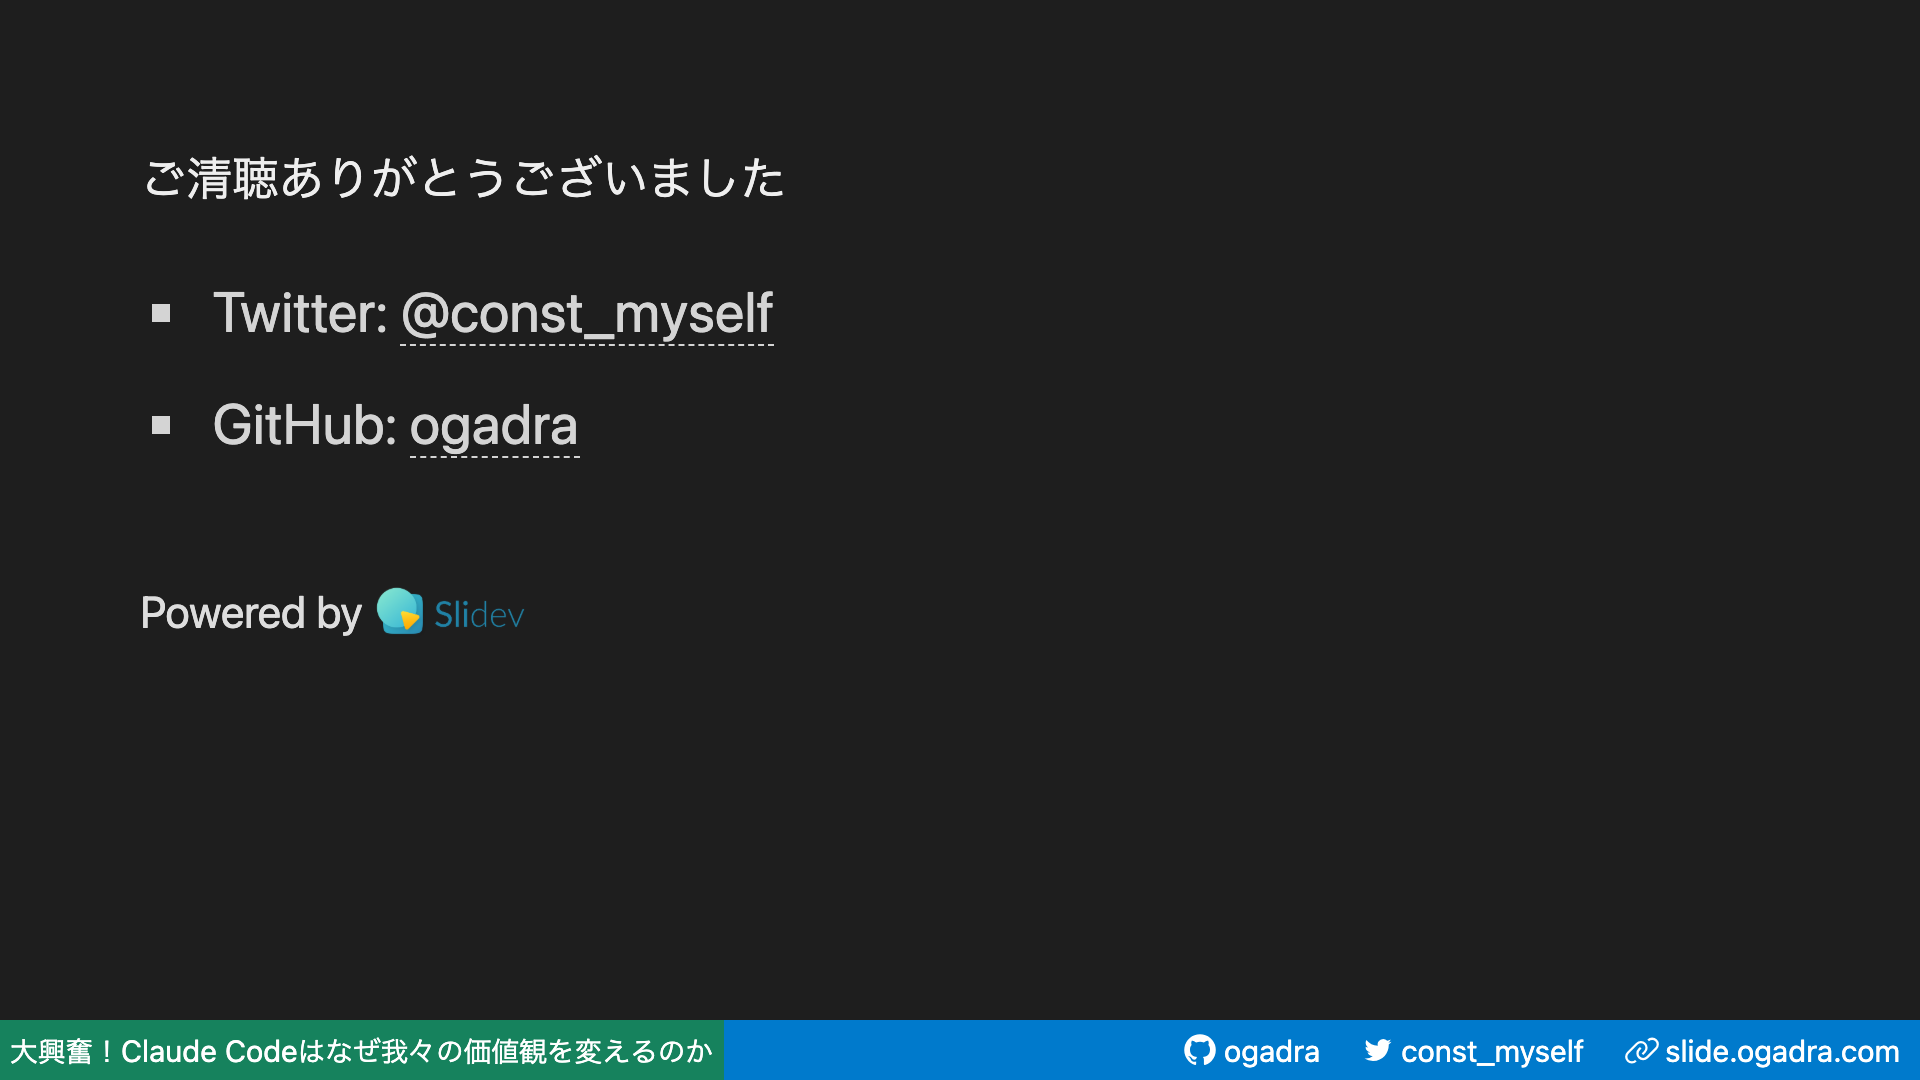 ご清聴ありがとうございました
Twitter: @const_myself
GitHub: ogadra
Powered by Slidev
大興奮！Claude Codeはなぜ我々の価値観を変えるのか
ogadra
const_myself
slide.ogadra.com